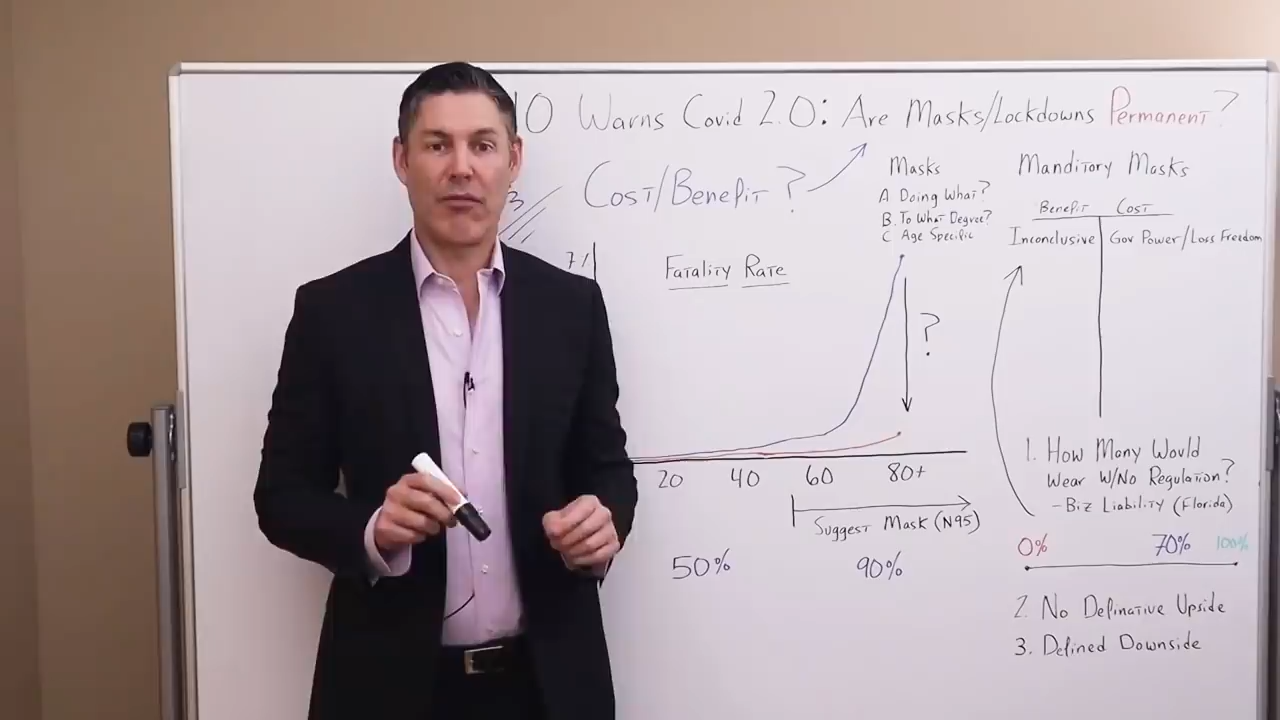 10 Warns Covid 2.0: Are Masks/Lockdowns Permanent?
Cost/Benefit?
3
7%
Fatality Rate
Masks
A Doing What?
B. To What Degree?
C. Age Specific
?
20 40 60 80+
Suggest Mask (N95)
50% 90%
Manditory Masks
Benefit Cost
Inconclusive Gov Power/Loss Freedom
1. How Many Would
Wear W/No Regulation?
-Biz Liability (Florida)
0% 70% 100%
2. No Definative Upside
3. Defined Downside